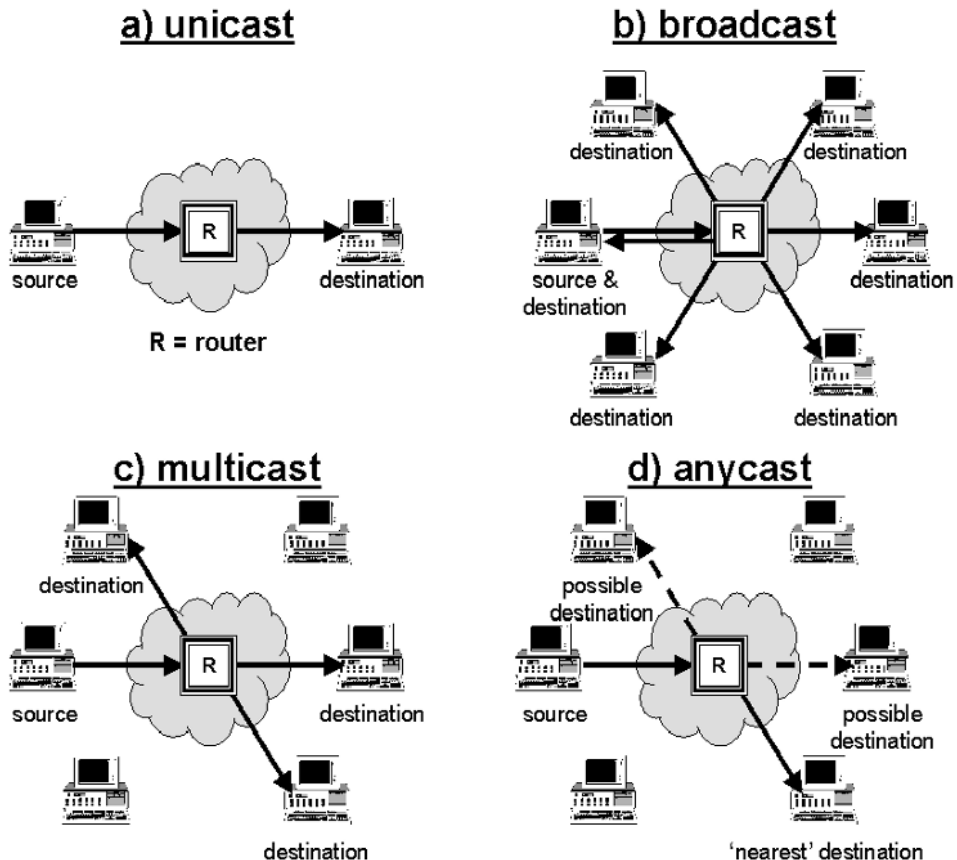 a) unicast
R
source
destination
R = router
b) broadcast
destination
destination
R
source &
destination
destination
destination
destination
c) multicast
destination
R
source
destination
destination
d) anycast
possible
destination
R
source
possible
destination
'nearest' destination